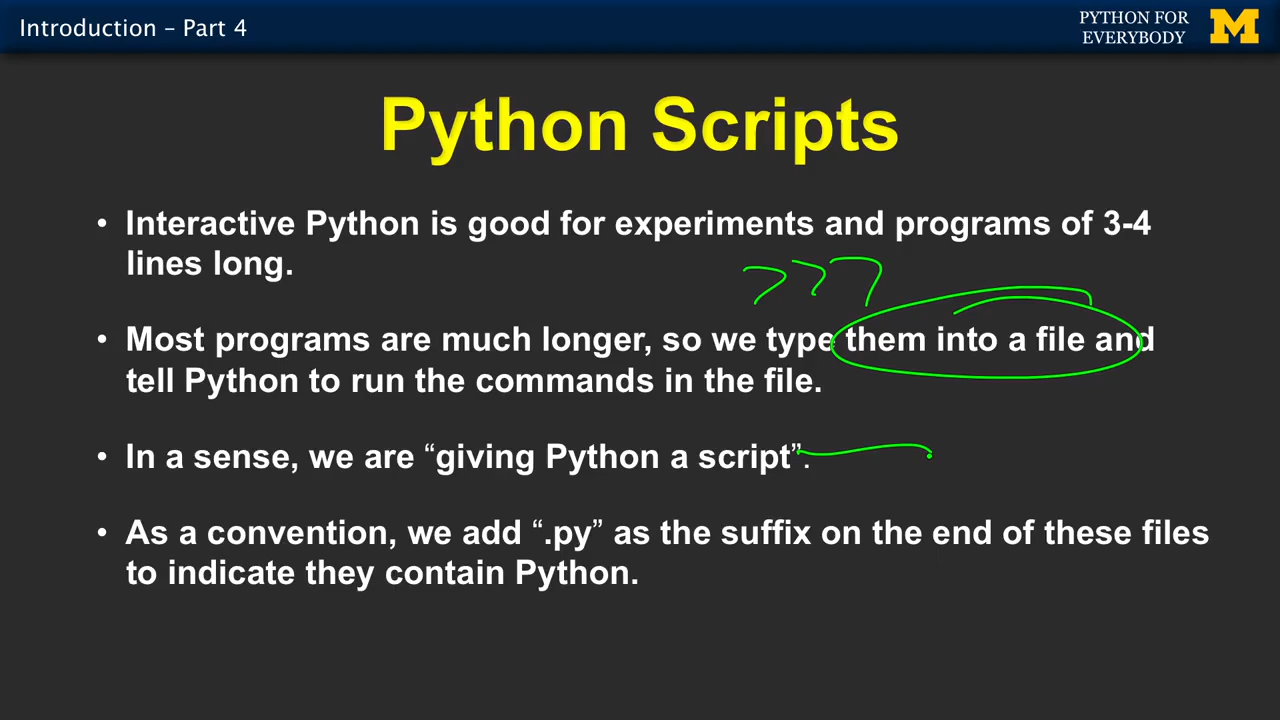 Introduction – Part 4
PYTHON FOR
EVERYBODY
M
Python Scripts
• Interactive Python is good for experiments and programs of 3-4
lines long.
>>>
• Most programs are much longer, so we type them into a file and
tell Python to run the commands in the file.
• In a sense, we are “giving Python a script”.
• As a convention, we add “.py” as the suffix on the end of these files
to indicate they contain Python.